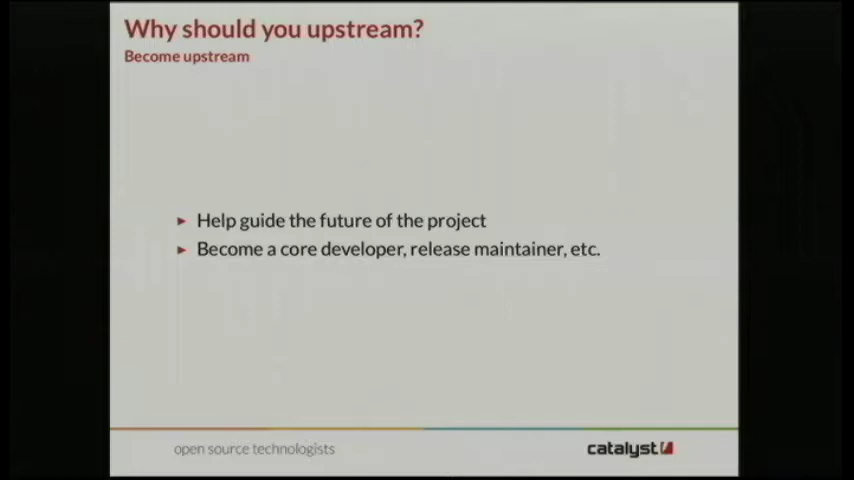 Why should you upstream?
Become upstream
Help guide the future of the project
Become a core developer, release maintainer, etc.
open source technologists
catalyst